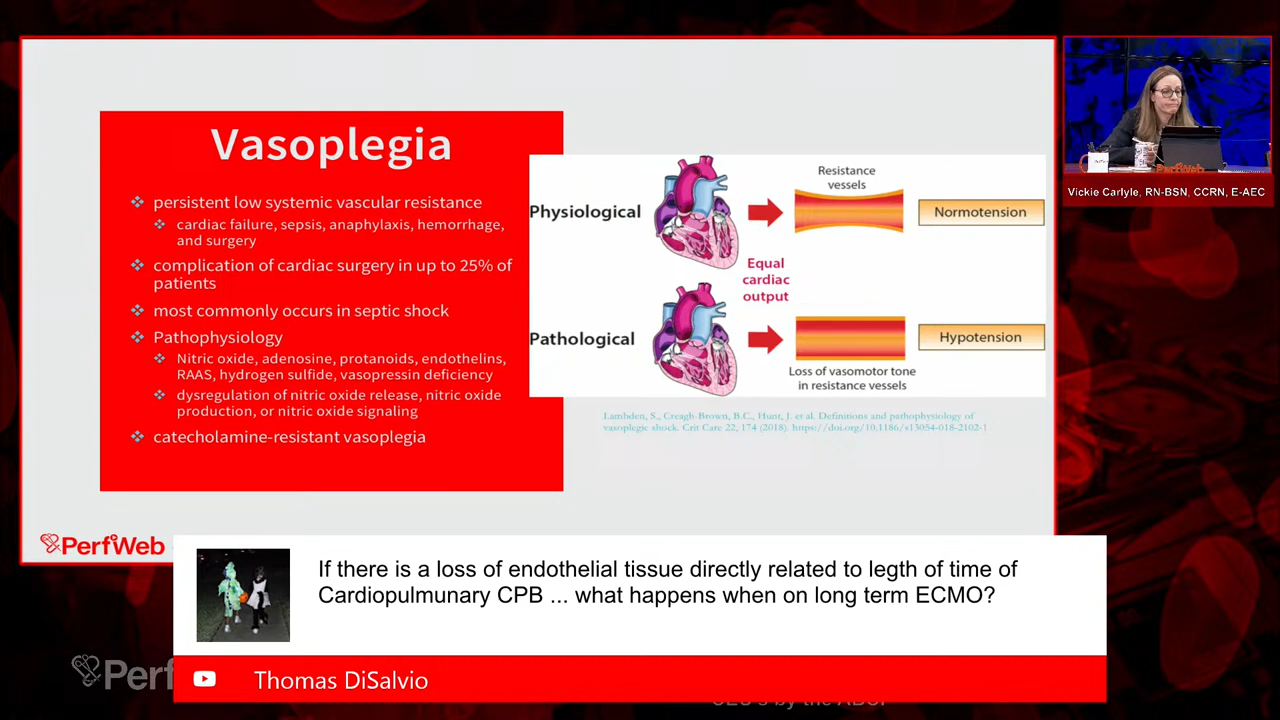 Vasoplegia
persistent low systemic vascular resistance
cardiac failure, sepsis, anaphylaxis, hemorrhage,
and surgery
complication of cardiac surgery in up to 25% of
patients
most commonly occurs in septic shock
Pathophysiology
Nitric oxide, adenosine, protanoids, endothelins,
RAAS, hydrogen sulfide, vasopressin deficiency
dysregulation of nitric oxide release, nitric oxide
production, or nitric oxide signaling
catecholamine-resistant vasoplegia
Physiological
Resistance
vessels
Normotension
Equal
cardiac
output
Pathological
Hypotension
Loss of vasomotor tone
in resistance vessels
Lambden, S., Creagh-Brown, B.C., Hunt, J. et al. Definitions and pathophysiology of
vasoplegic shock. Crit Care 22, 174 (2018). https://doi.org/10.1186/s13054-018-2102-1
PerfWeb
PerfWeb
Vickie Carlyle, RN-BSN, CCRN, E-AEC
If there is a loss of endothelial tissue directly related to legth of time of
Cardiopulmunary CPB ... what happens when on long term ECMO?
Perf
Thomas DiSalvio